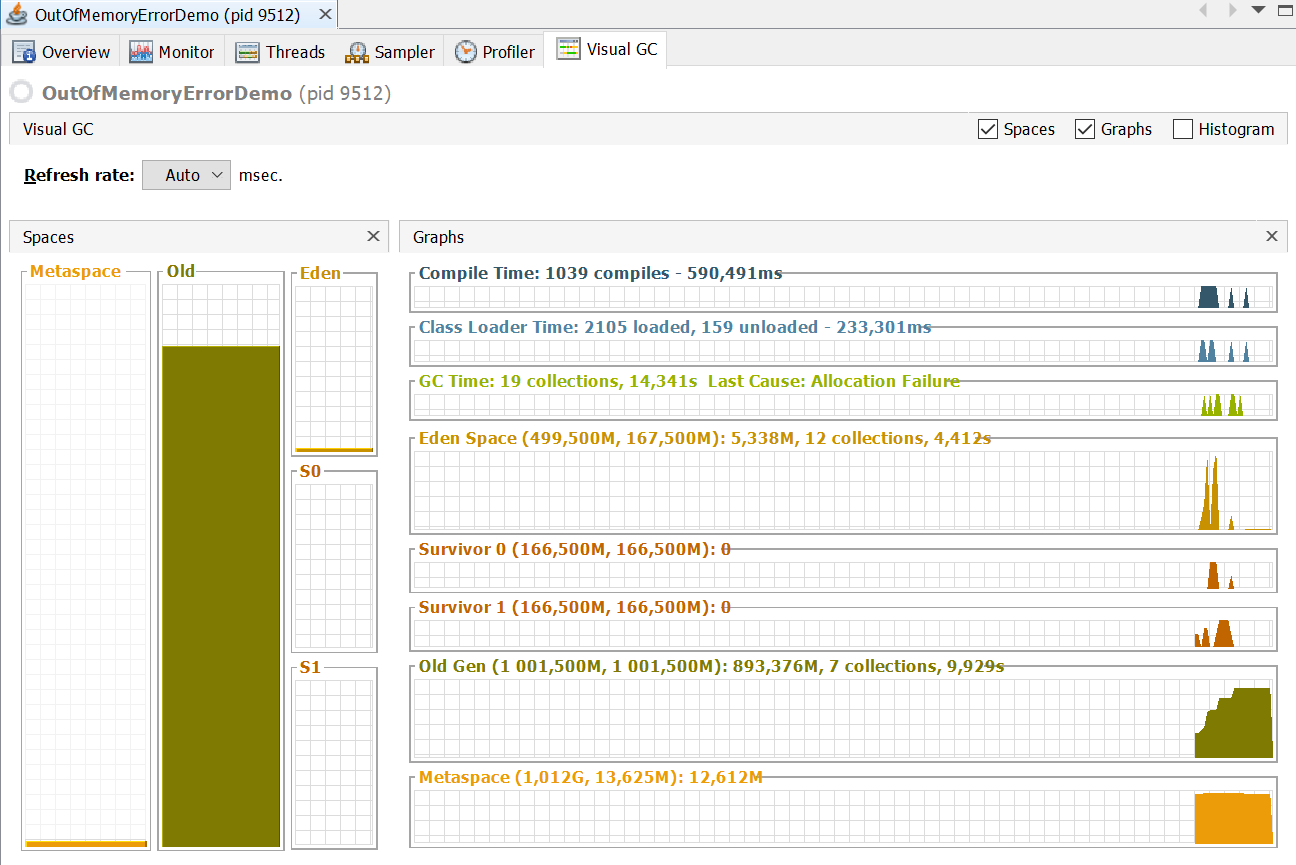 OutOfMemoryErrorDemo (pid 9512)
Overview Monitor Threads Sampler Profiler Visual GC
OutOfMemoryErrorDemo (pid 9512)
Visual GC Spaces Graphs Histogram
Refresh rate: Auto msec.
Spaces
Metaspace Old Eden
S0
S1
Graphs
Compile Time: 1039 compiles - 590,491ms
Class Loader Time: 2105 loaded, 159 unloaded - 233,301ms
GC Time: 19 collections, 14,341s Last Cause: Allocation Failure
Eden Space (499,500M, 167,500M): 5,338M, 12 collections, 4,412s
Survivor 0 (166,500M, 166,500M): 0
Survivor 1 (166,500M, 166,500M): 0
Old Gen (1 001,500M, 1 001,500M): 893,376M, 7 collections, 9,929s
Metaspace (1,012G, 13,625M): 12,612M